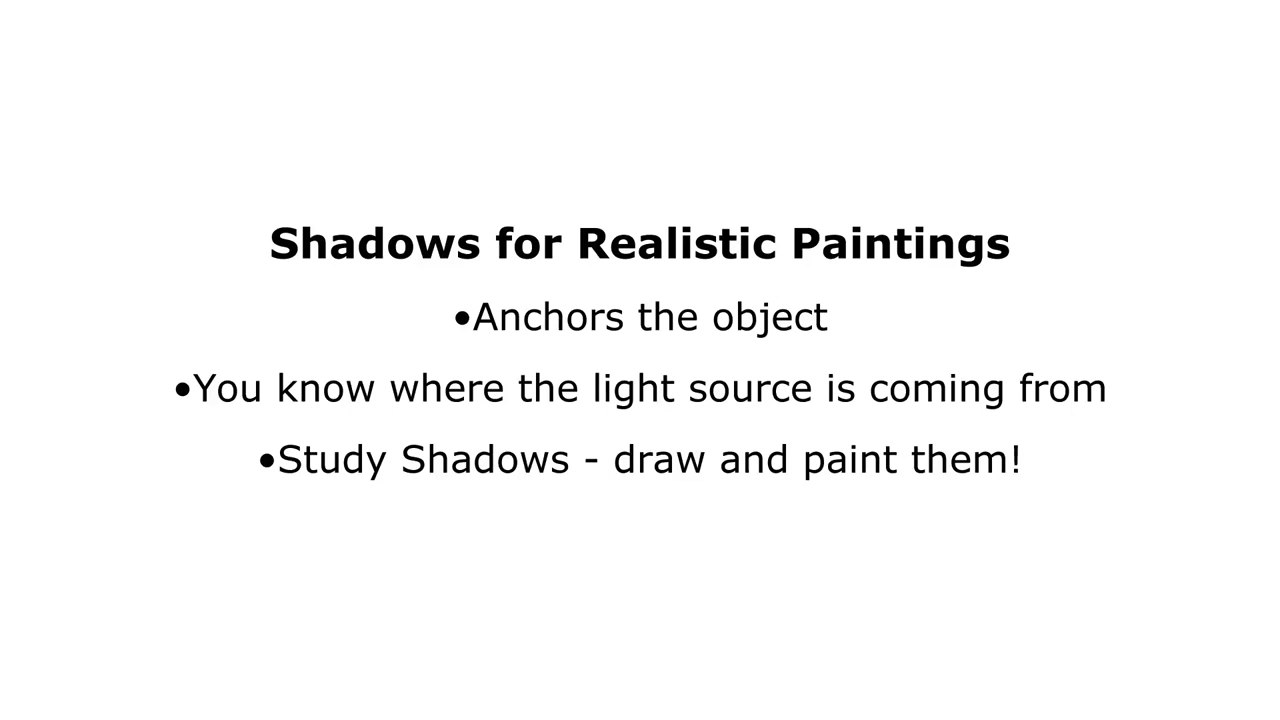 Shadows for Realistic Paintings
•Anchors the object
•You know where the light source is coming from
•Study Shadows - draw and paint them!